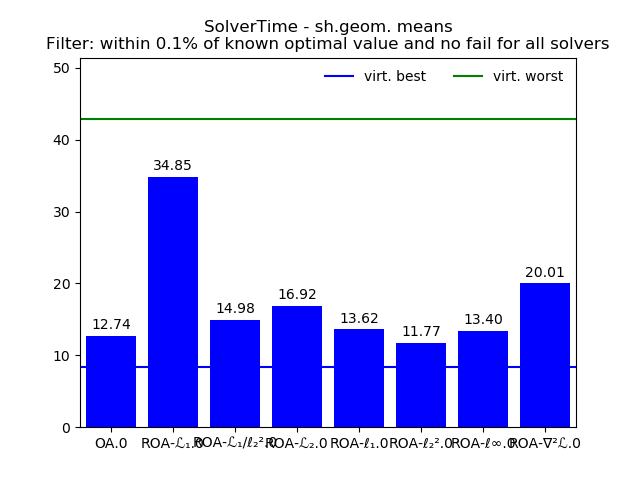 SolverTime - sh.geom. means
Filter: within 0.1% of known optimal value and no fail for all solvers
virt. best virt. worst
50
40
30
20
10
0
12.74 34.85 14.98 16.92 13.62 11.77 13.40 20.01
OA.0 ROA-ℒ₁.0 ROA-ℒ₁/ℓ₂².0 ROA-ℒ₂.0 ROA-ℓ₁.0 ROA-ℓ₂².0 ROA-ℓ∞.0 ROA-∇²ℒ.0